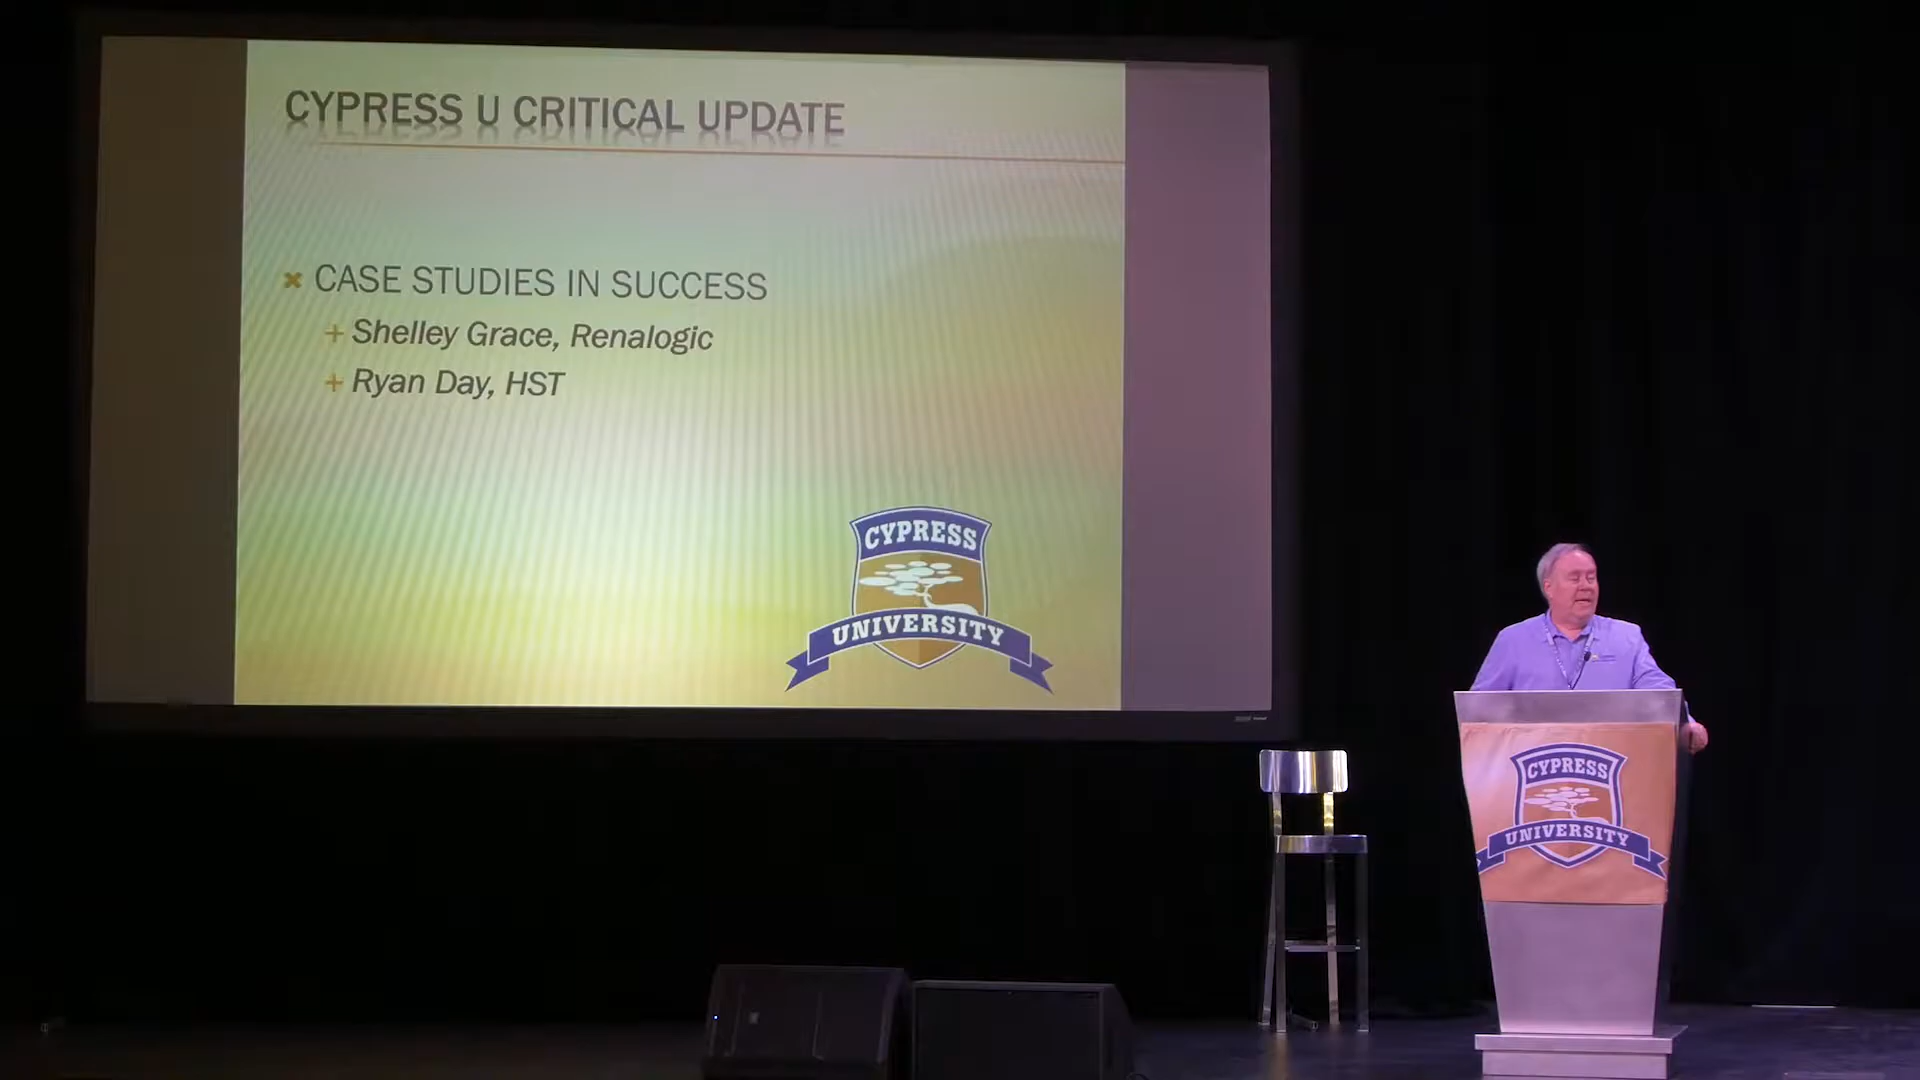 CYPRESS U CRITICAL UPDATE
CASE STUDIES IN SUCCESS
Shelley Grace, Renalogic
Ryan Day, HST
CYPRESS
UNIVERSITY
CYPRESS
UNIVERSITY